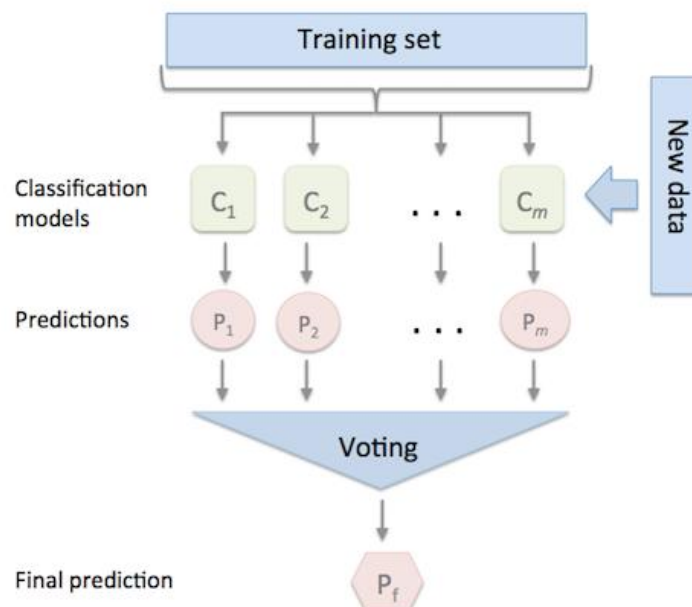 Training set
New data
Classification
models
C1 C2 . . . Cm
Predictions
P1 P2 . . . Pm
Voting
Final prediction
Pf